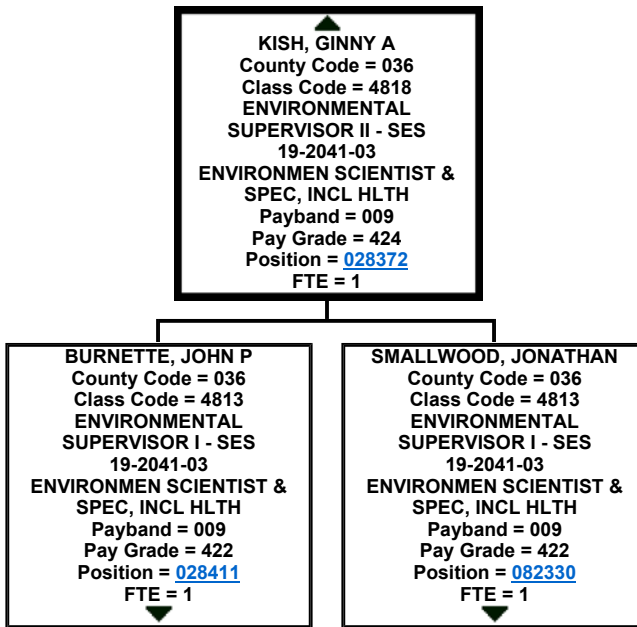 KISH, GINNY A
County Code = 036
Class Code = 4818
ENVIRONMENTAL
SUPERVISOR II - SES
19-2041-03
ENVIRONMEN SCIENTIST &
SPEC, INCL HLTH
Payband = 009
Pay Grade = 424
Position = 028372
FTE = 1
BURNETTE, JOHN P
County Code = 036
Class Code = 4813
ENVIRONMENTAL
SUPERVISOR I - SES
19-2041-03
ENVIRONMEN SCIENTIST &
SPEC, INCL HLTH
Payband = 009
Pay Grade = 422
Position = 028411
FTE = 1
SMALLWOOD, JONATHAN
County Code = 036
Class Code = 4813
ENVIRONMENTAL
SUPERVISOR I - SES
19-2041-03
ENVIRONMEN SCIENTIST &
SPEC, INCL HLTH
Payband = 009
Pay Grade = 422
Position = 082330
FTE = 1